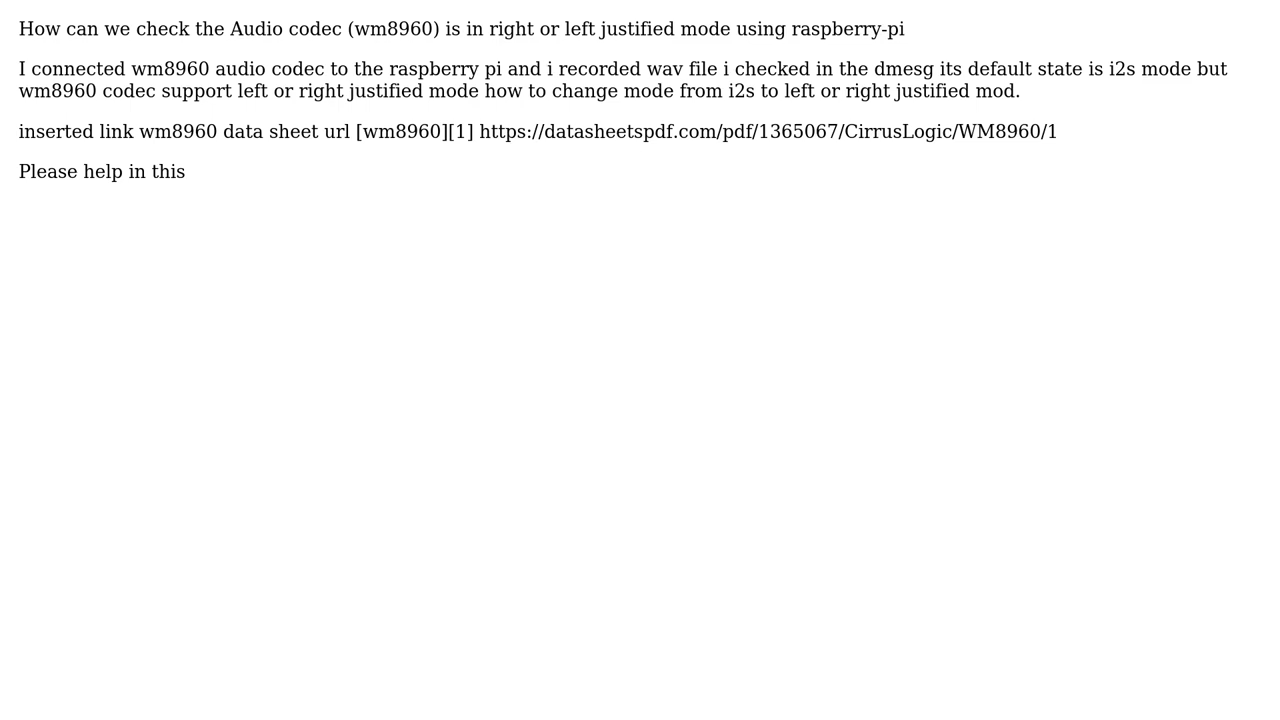 How can we check the Audio codec (wm8960) is in right or left justified mode using raspberry-pi
I connected wm8960 audio codec to the raspberry pi and i recorded wav file i checked in the dmesg its default state is i2s mode but
wm8960 codec support left or right justified mode how to change mode from i2s to left or right justified mod.
inserted link wm8960 data sheet url [wm8960][1] https://datasheetspdf.com/pdf/1365067/CirrusLogic/WM8960/1
Please help in this